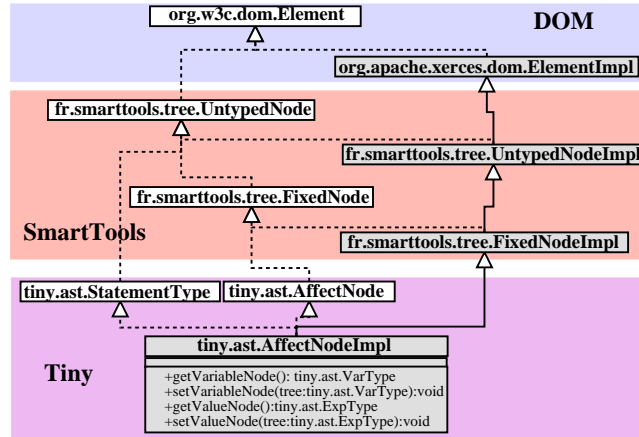 org.w3c.dom.Element
DOM
org.apache.xerces.dom.ElementImpl
fr.smarttools.tree.UntypedNode
fr.smarttools.tree.UntypedNodeImpl
fr.smarttools.tree.FixedNode
SmartTools
fr.smarttools.tree.FixedNodeImpl
tiny.ast.StatementType
tiny.ast.AffectNode
tiny.ast.AffectNodeImpl
Tiny
+getVariableNode(): tiny.ast.VarType
+setVariableNode(tree:tiny.ast.VarType):void
+getValueNode():tiny.ast.ExpType
+setValueNode(tree:tiny.ast.ExpType):void